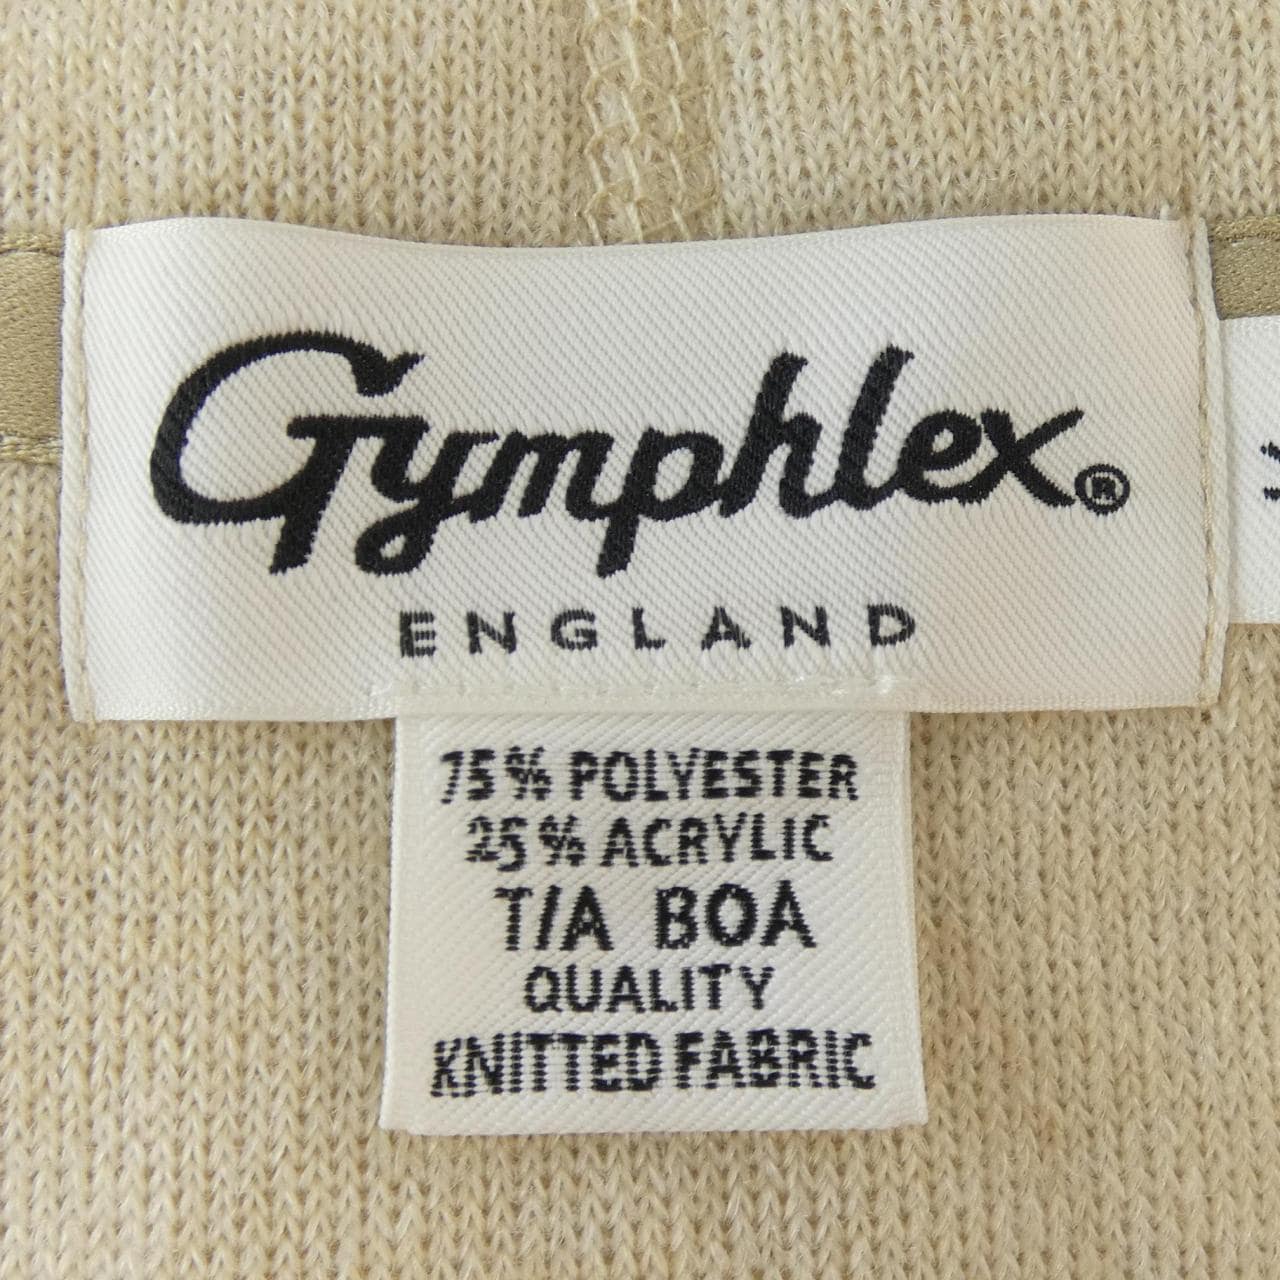 Gymphlex®
ENGLAND
75% POLYESTER
25% ACRYLIC
T/A BOA
QUALITY
KNITTED FABRIC